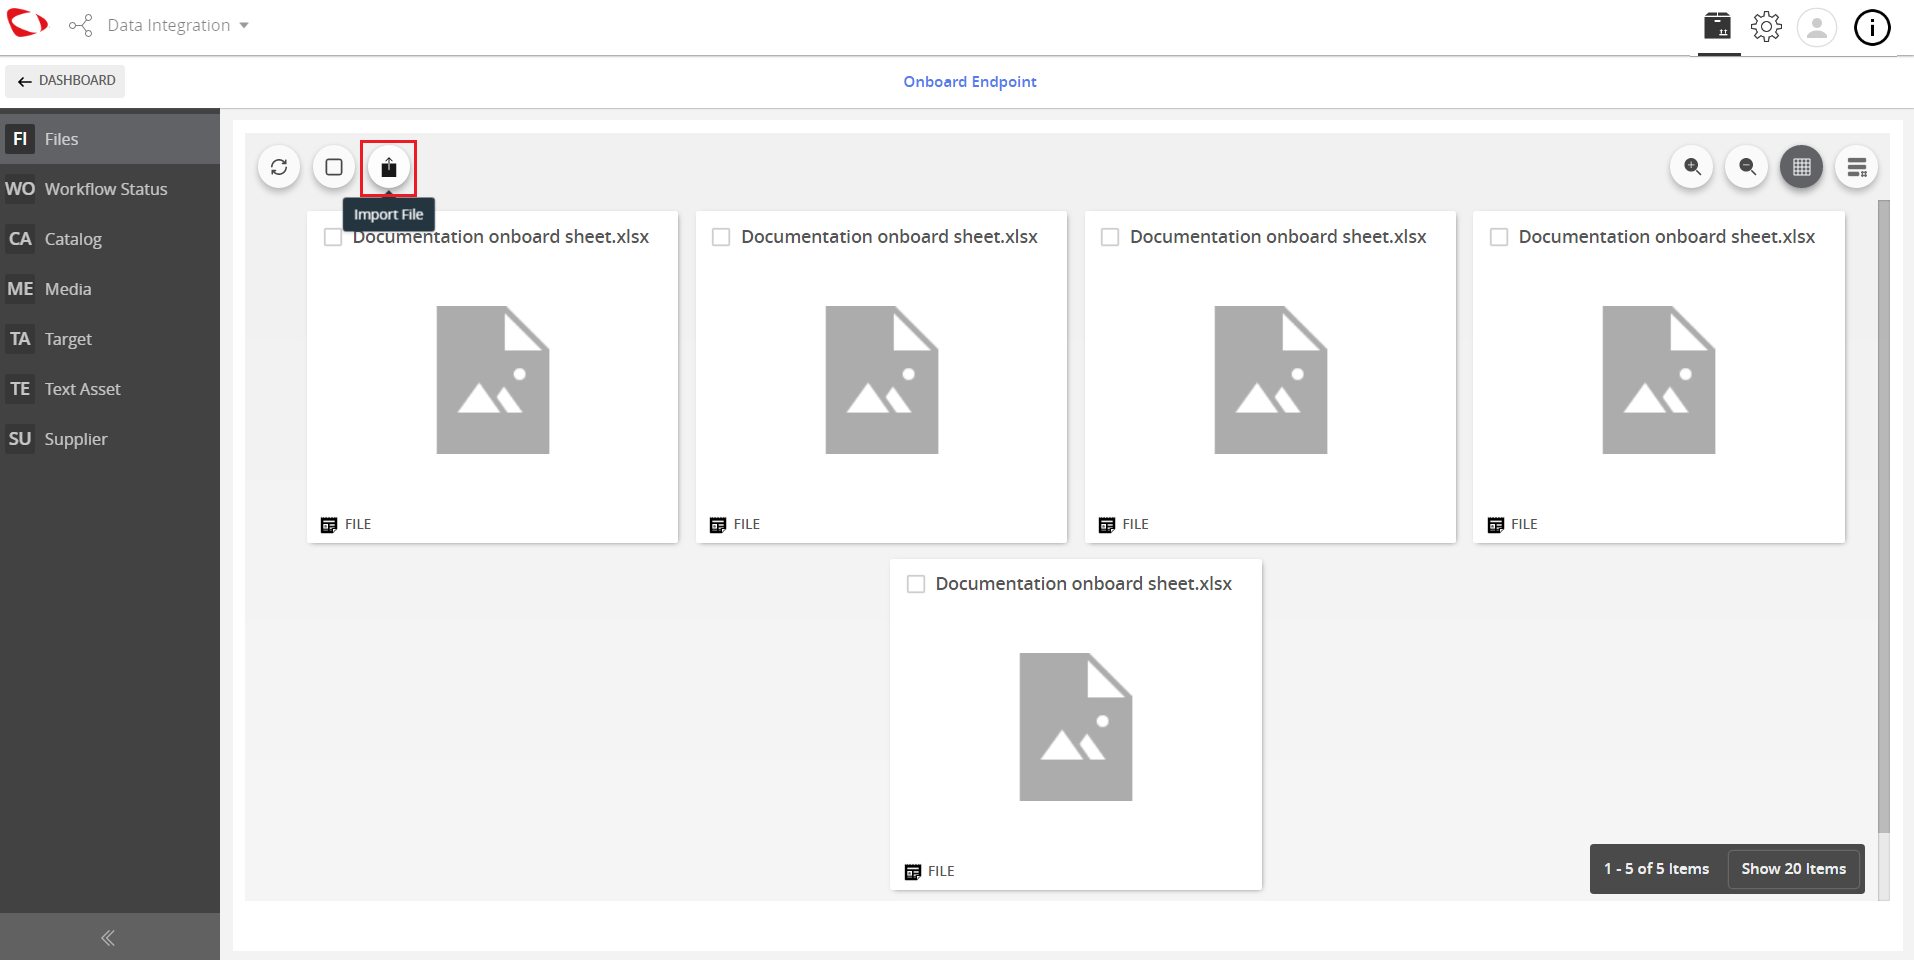 Data Integration
i
DASHBOARD
Onboard Endpoint
FI Files
WO Workflow Status
CA Catalog
ME Media
TA Target
TE Text Asset
SU Supplier
Import File
Documentation onboard sheet.xlsx
FILE
Documentation onboard sheet.xlsx
FILE
Documentation onboard sheet.xlsx
FILE
Documentation onboard sheet.xlsx
FILE
Documentation onboard sheet.xlsx
FILE
1 - 5 of 5 Items
Show 20 Items